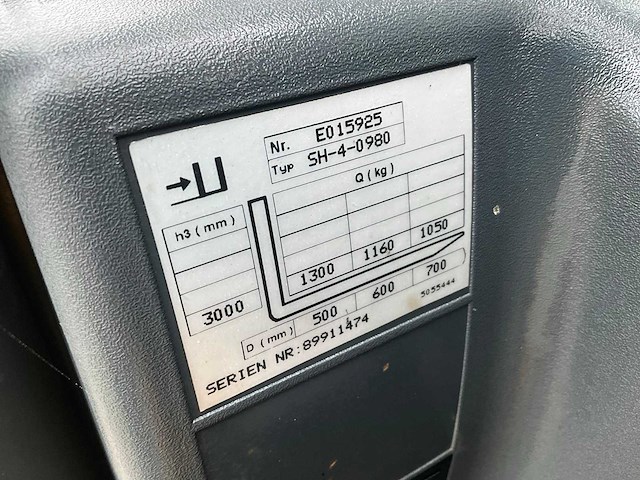 Nr. E015925
Typ SH-4-0980
h3 (mm) Q (kg)
3000 1300 1160 1050
D (mm) 500 600 700
5055444
SERIEN NR:89911474